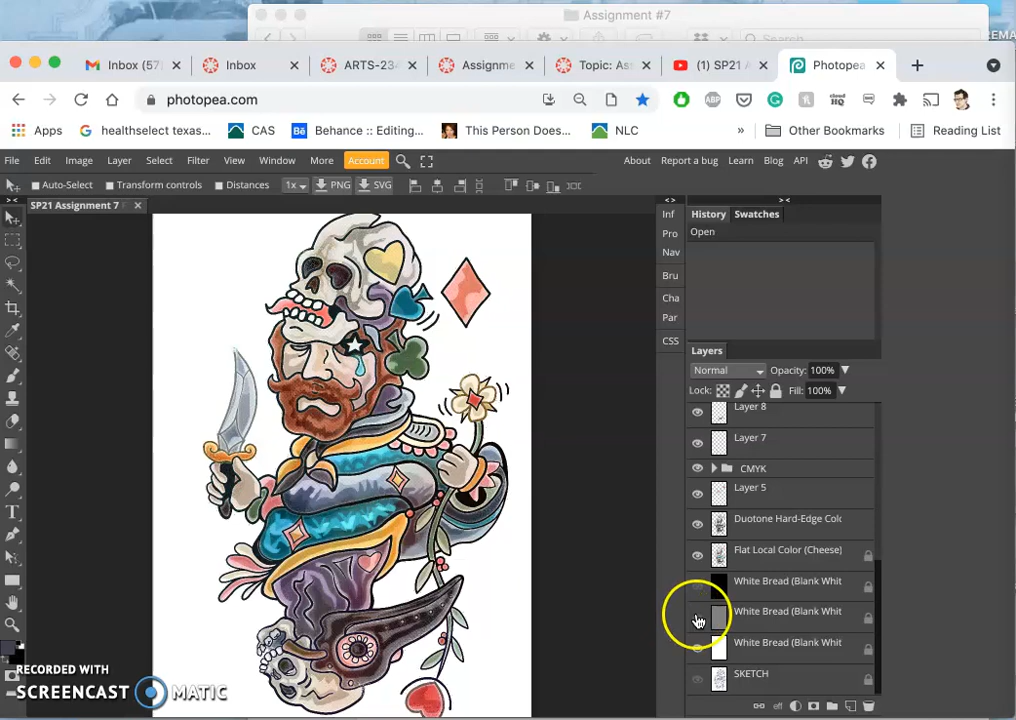 Assignment #7
Search
Inbox (57
Inbox
ARTS-234
Assignme
Topic: Ass
(1) SP21 A
Photopea
photopea.com
Apps
healthselect texas...
CAS
Behance :: Editing...
This Person Does...
NLC
»
Other Bookmarks
Reading List
File Edit Image Layer Select Filter View Window More Account
About Report a bug Learn Blog API
Auto-Select Transform controls Distances 1x PNG SVG
SP21 Assignment 7
Inf
Pro
Nav
Bru
Cha
Par
CSS
History Swatches
Open
Layers
Normal Opacity: 100%
Lock: Fill: 100%
Layer 8
Layer 7
CMYK
Layer 5
Duotone Hard-Edge Colo
Flat Local Color (Cheese)
White Bread (Blank Whit
White Bread (Blank Whit
White Bread (Blank Whit
SKETCH
RECORDED WITH
SCREENCAST MATIC